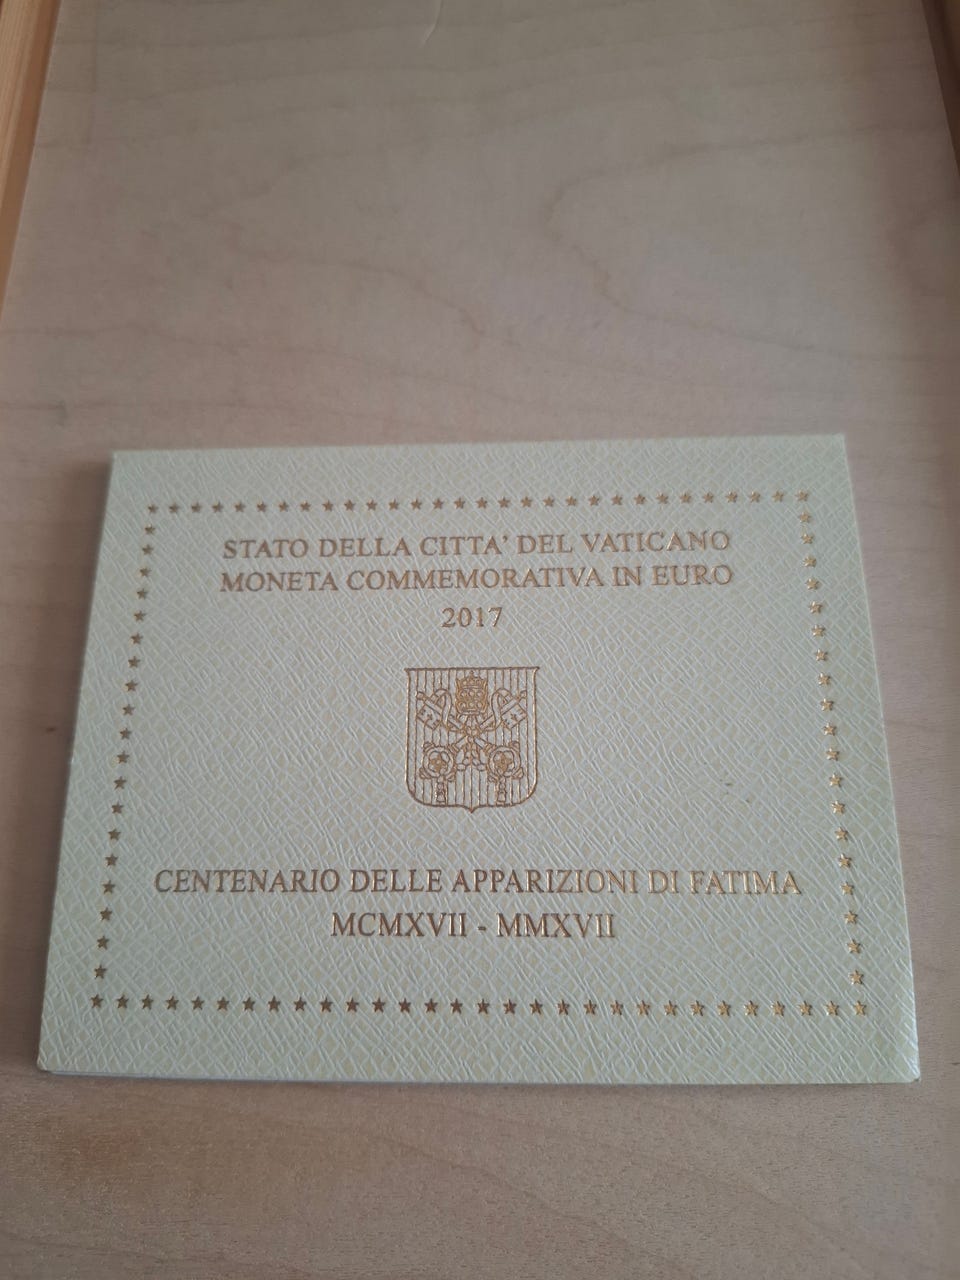 STATO DELLA CITTA' DEL VATICANO
MONETA COMMEMORATIVA IN EURO
2017
CENTENARIO DELLE APPARIZIONI DI FATIMA
MCMXVII - MMXVII